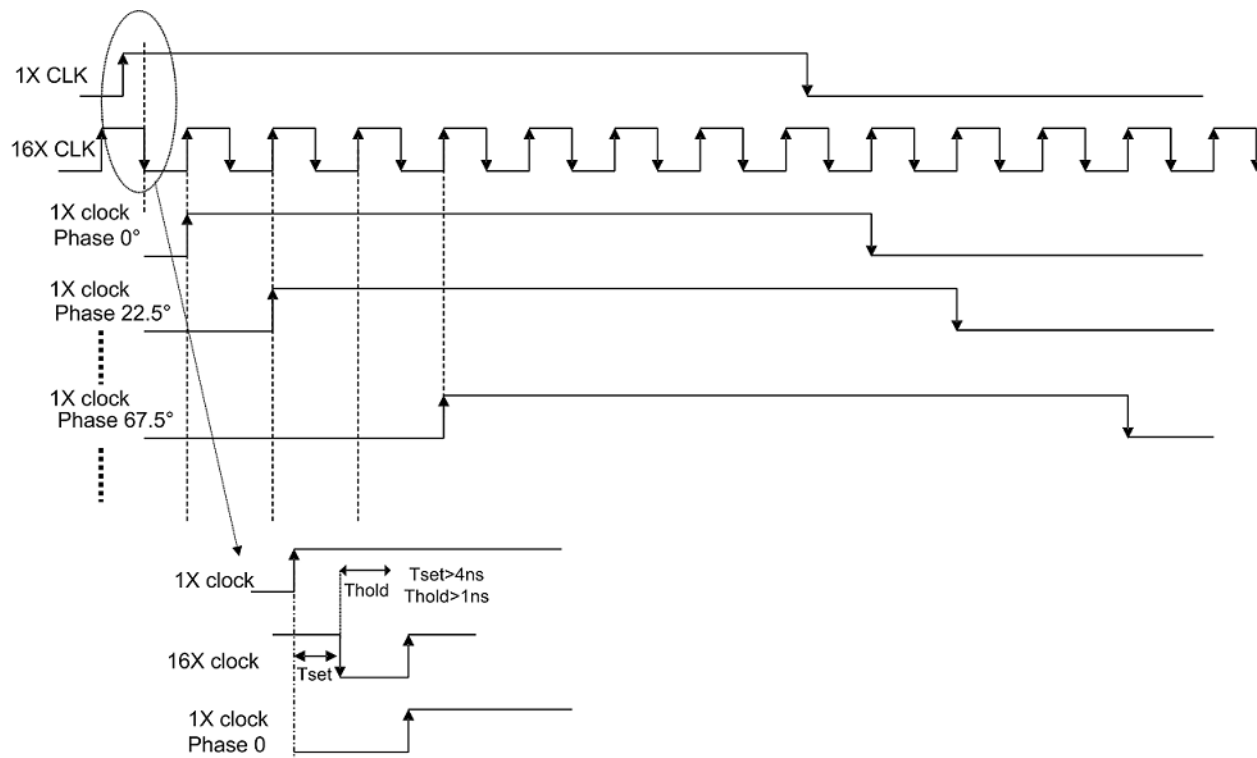 1X CLK
16X CLK
1X clock
Phase 0°
1X clock
Phase 22.5°
1X clock
Phase 67.5°
1X clock
Thold
Tset>4ns
Thold>1ns
16X clock
Tset
1X clock
Phase 0